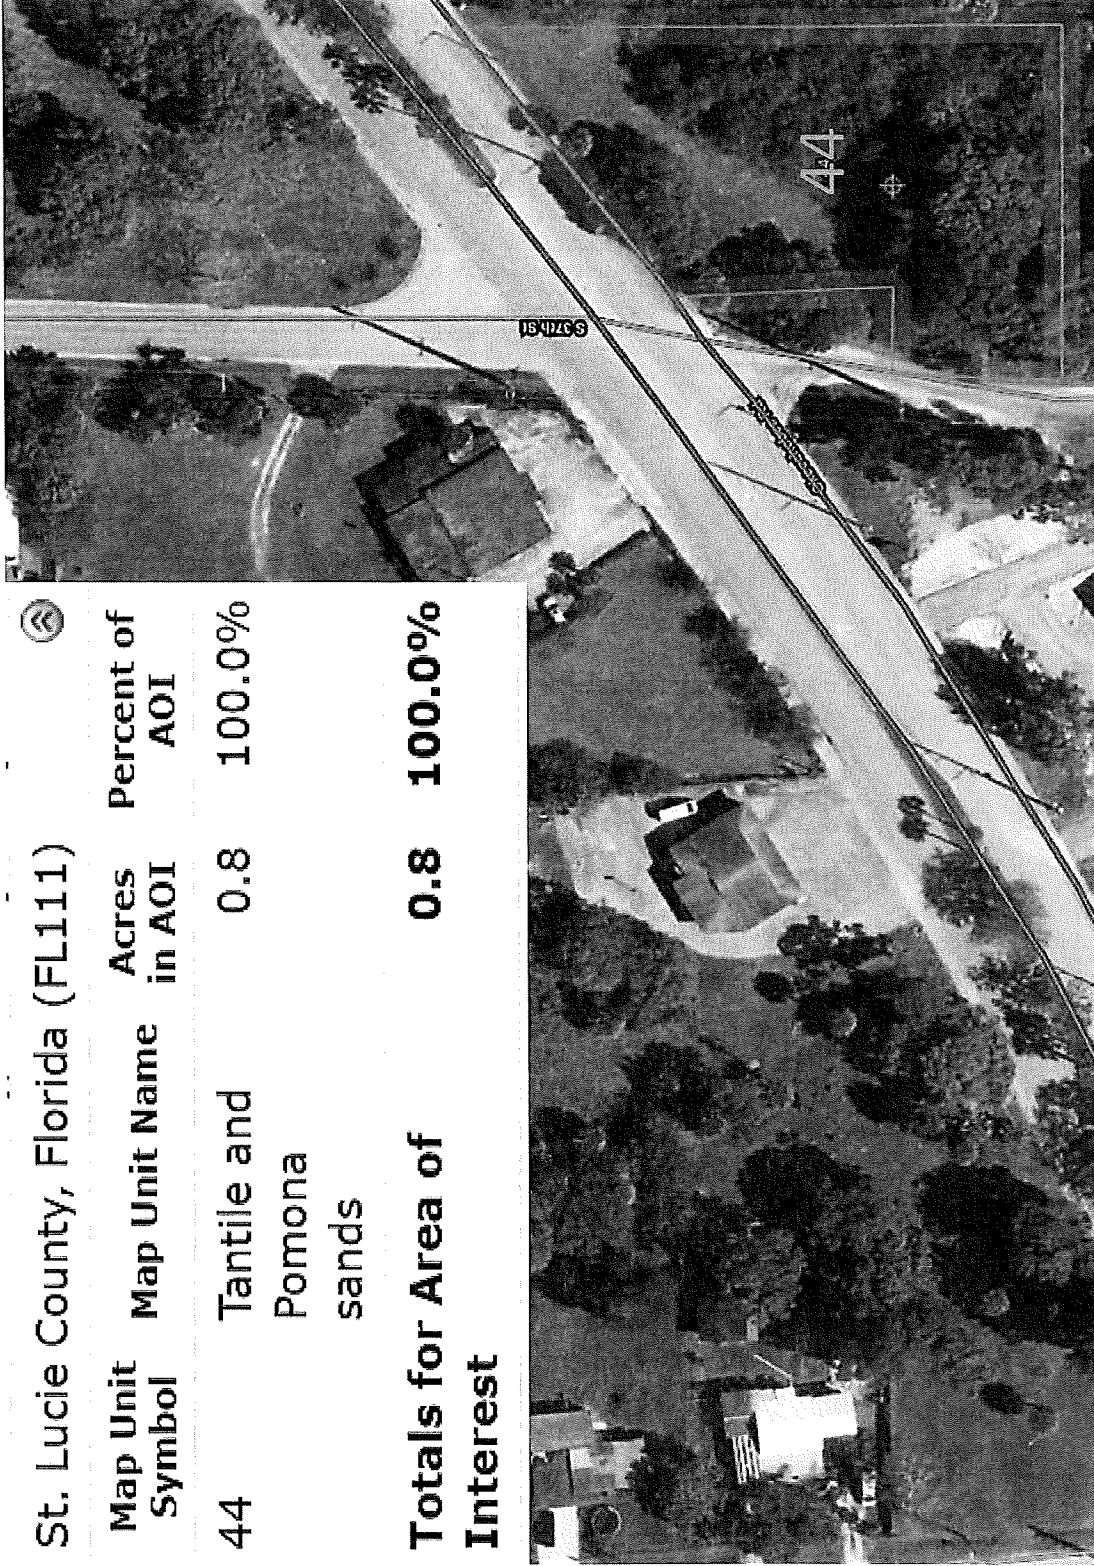 St. Lucie County, Florida (FL111)
Map Unit Symbol Map Unit Name Acres in AOI Percent of AOI
44 Tantile and Pomona sands 0.8 100.0%
Totals for Area of Interest 0.8 100.0%
S 37th St
44